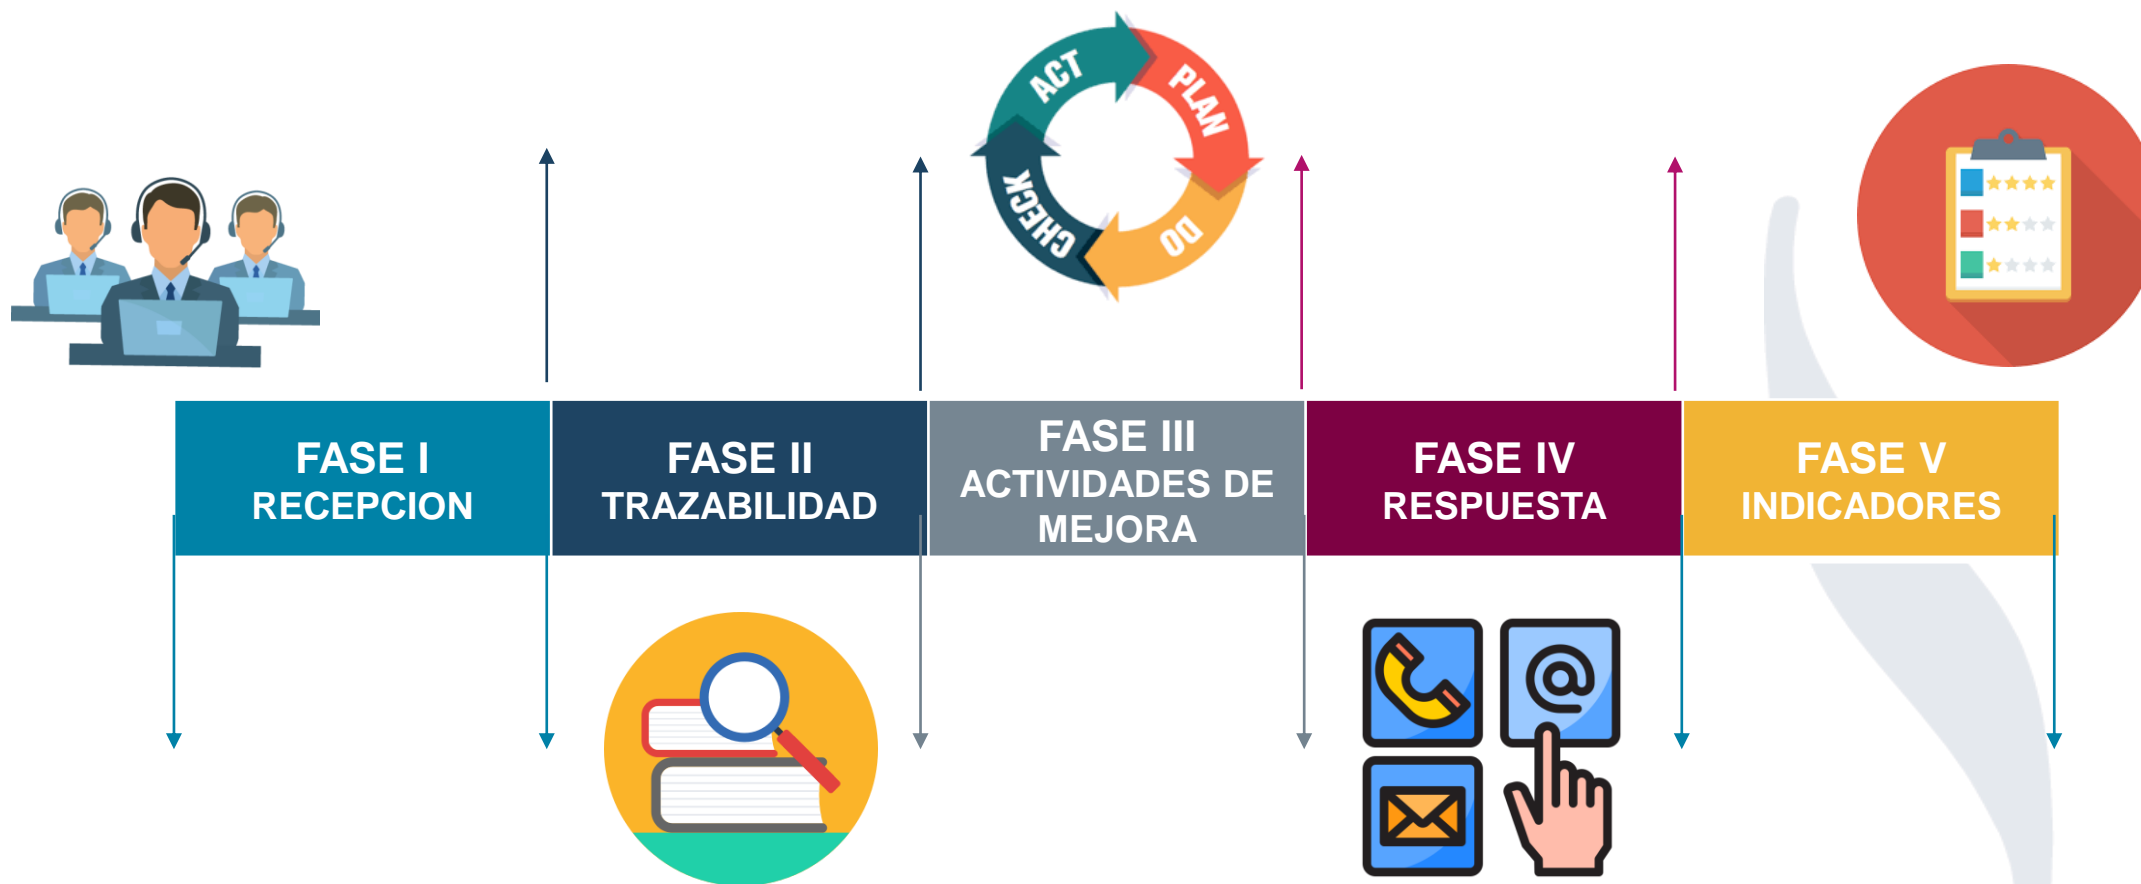 ACT
PLAN
DO
CHECK
FASE I
RECEPCION
FASE II
TRAZABILIDAD
FASE III
ACTIVIDADES DE
MEJORA
FASE IV
RESPUESTA
FASE V
INDICADORES